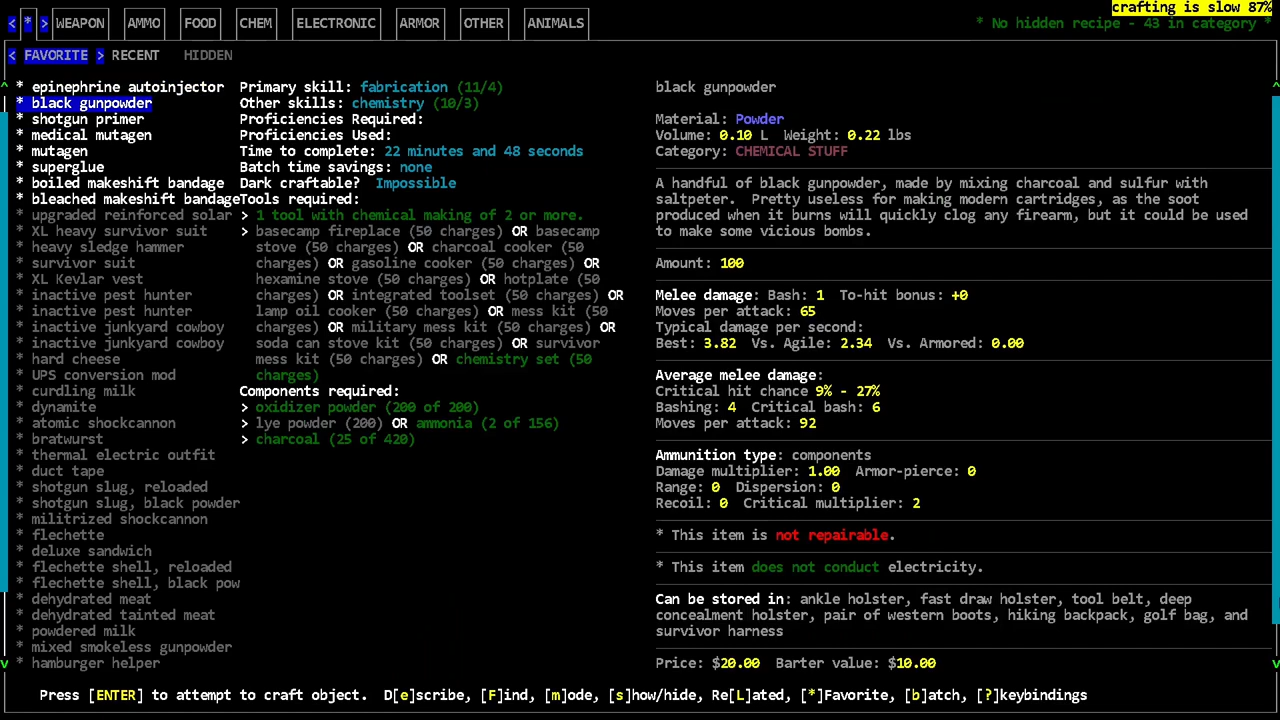 crafting is slow 87%
< * > WEAPON AMMO FOOD CHEM ELECTRONIC ARMOR OTHER ANIMALS
* No hidden recipe - 43 in category *
< FAVORITE > RECENT HIDDEN
* epinephrine autoinjector
* black gunpowder
* shotgun primer
* medical mutagen
* mutagen
* superglue
* boiled makeshift bandage
* bleached makeshift bandage
* upgraded reinforced solar
* XL heavy survivor suit
* heavy sledge hammer
* survivor suit
* XL Kevlar vest
* inactive pest hunter
* inactive pest hunter
* inactive junkyard cowboy
* inactive junkyard cowboy
* hard cheese
* UPS conversion mod
* curdling milk
* dynamite
* atomic shockcannon
* bratwurst
* thermal electric outfit
* duct tape
* shotgun slug, reloaded
* shotgun slug, black powder
* militrized shockcannon
* flechette
* deluxe sandwich
* flechette shell, reloaded
* flechette shell, black pow
* dehydrated meat
* dehydrated tainted meat
* powdered milk
* mixed smokeless gunpowder
* hamburger helper
Primary skill: fabrication (11/4)
Other skills: chemistry (10/3)
Proficiencies Required:
Proficiencies Used:
Time to complete: 22 minutes and 48 seconds
Batch time savings: none
Dark craftable? Impossible
Tools required:
> 1 tool with chemical making of 2 or more.
> basecamp fireplace (50 charges) OR basecamp
stove (50 charges) OR charcoal cooker (50
charges) OR gasoline cooker (50 charges) OR
hexamine stove (50 charges) OR hotplate (50
charges) OR integrated toolset (50 charges) OR
lamp oil cooker (50 charges) OR mess kit (50
charges) OR military mess kit (50 charges) OR
soda can stove kit (50 charges) OR survivor
mess kit (50 charges) OR chemistry set (50
charges)
Components required:
> oxidizer powder (200 of 200)
> lye powder (200) OR ammonia (2 of 156)
> charcoal (25 of 420)
black gunpowder
Material: Powder
Volume: 0.10 L Weight: 0.22 lbs
Category: CHEMICAL STUFF
A handful of black gunpowder, made by mixing charcoal and sulfur with
saltpeter. Pretty useless for making modern cartridges, as the soot
produced when it burns will quickly clog any firearm, but it could be used
to make some vicious bombs.
Amount: 100
Melee damage: Bash: 1 To-hit bonus: +0
Moves per attack: 65
Typical damage per second:
Best: 3.82 Vs. Agile: 2.34 Vs. Armored: 0.00
Average melee damage:
Critical hit chance 9% - 27%
Bashing: 4 Critical bash: 6
Moves per attack: 92
Ammunition type: components
Damage multiplier: 1.00 Armor-pierce: 0
Range: 0 Dispersion: 0
Recoil: 0 Critical multiplier: 2
* This item is not repairable.
* This item does not conduct electricity.
Can be stored in: ankle holster, fast draw holster, tool belt, deep
concealment holster, pair of western boots, hiking backpack, golf bag, and
survivor harness
Price: $20.00 Barter value: $10.00
Press [ENTER] to attempt to craft object. D[e]scribe, [F]ind, [m]ode, [s]how/hide, Re[L]ated, [*]Favorite, [b]atch, [?]keybindings